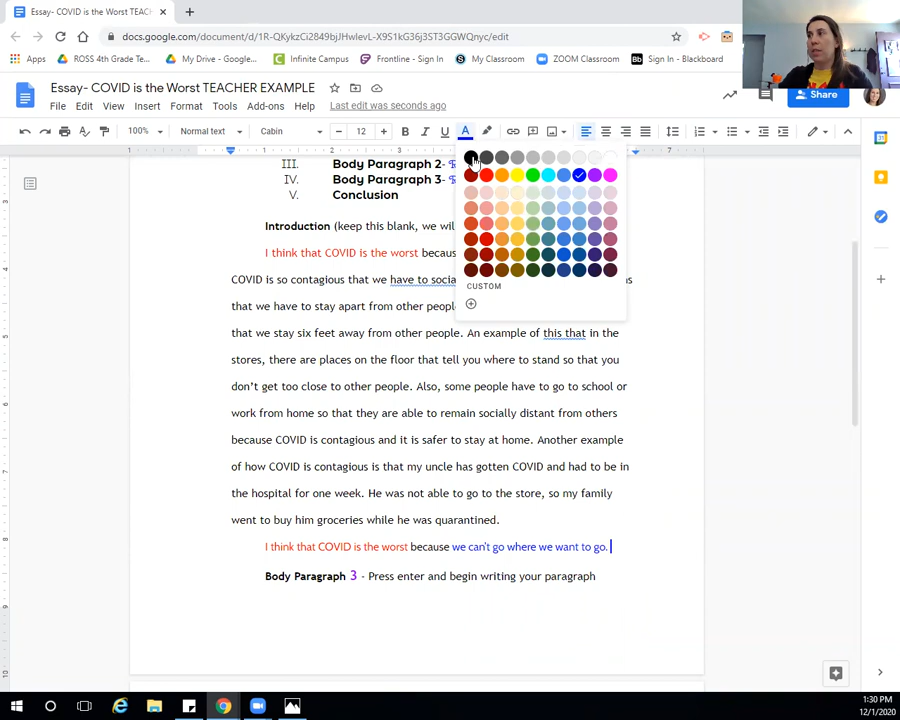 Essay- COVID is the Worst TEACH
docs.google.com/document/d/1R-QKykzCi2849bjJHwlevL-X9S1kG36j3ST3GGWQnyc/edit
Apps
ROSS 4th Grade Te...
My Drive - Google...
Infinite Campus
Frontline - Sign In
My Classroom
ZOOM Classroom
Bb
Sign In - Blackboard
Essay- COVID is the Worst TEACHER EXAMPLE
File Edit View Insert Format Tools Add-ons Help Last edit was seconds ago
Share
100% Normal text Cabin 12 B I U A
1 1 2 3 7
III. Body Paragraph 2-
IV. Body Paragraph 3-
V. Conclusion
CUSTOM
Introduction (keep this blank, we wil
I think that COVID is the worst becau
COVID is so contagious that we have to socia
that we have to stay apart from other peopl
that we stay six feet away from other people. An example of this that in the
stores, there are places on the floor that tell you where to stand so that you
don't get too close to other people. Also, some people have to go to school or
work from home so that they are able to remain socially distant from others
because COVID is contagious and it is safer to stay at home. Another example
of how COVID is contagious is that my uncle has gotten COVID and had to be in
the hospital for one week. He was not able to go to the store, so my family
went to buy him groceries while he was quarantined.
I think that COVID is the worst because we can't go where we want to go.
Body Paragraph 3 - Press enter and begin writing your paragraph
1:30 PM
12/1/2020